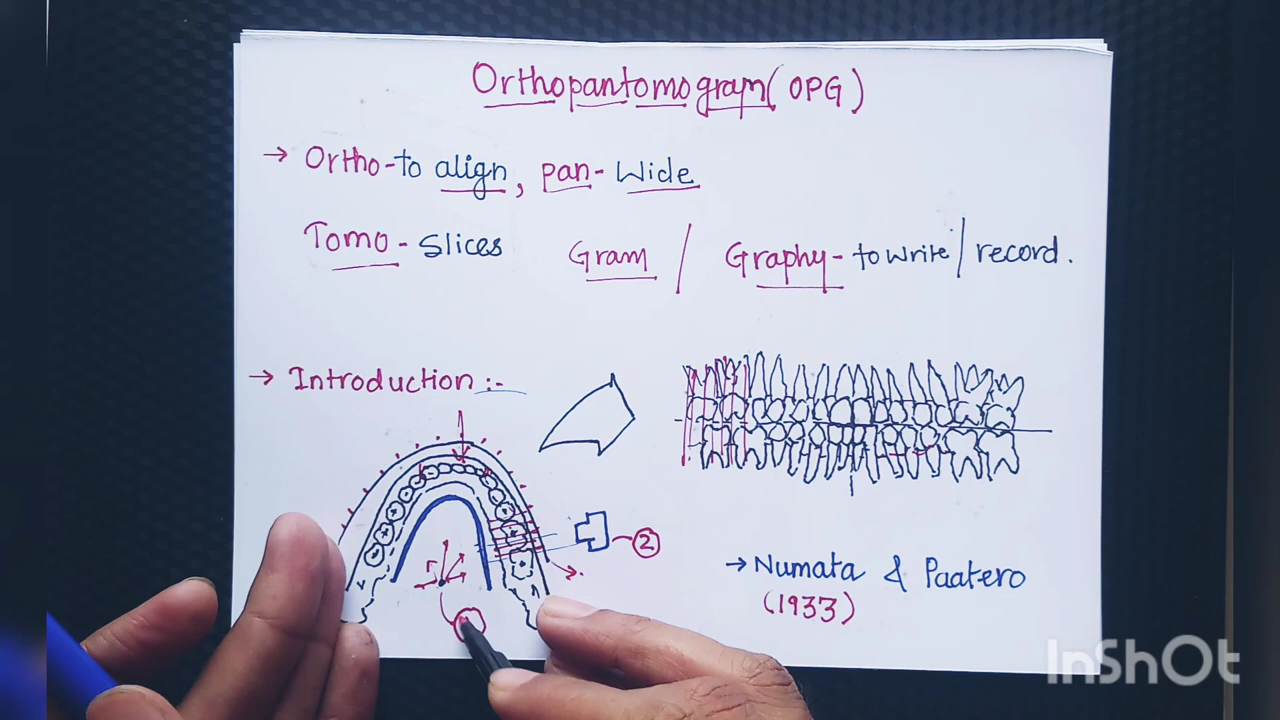 Orthopantomogram (OPG)
→ Ortho-to align, pan- Wide
Tomo - Slices Gram / Graphy- to write / record.
→ Introduction :-
2
→ Numata & Paatero
(1933)
InShOt